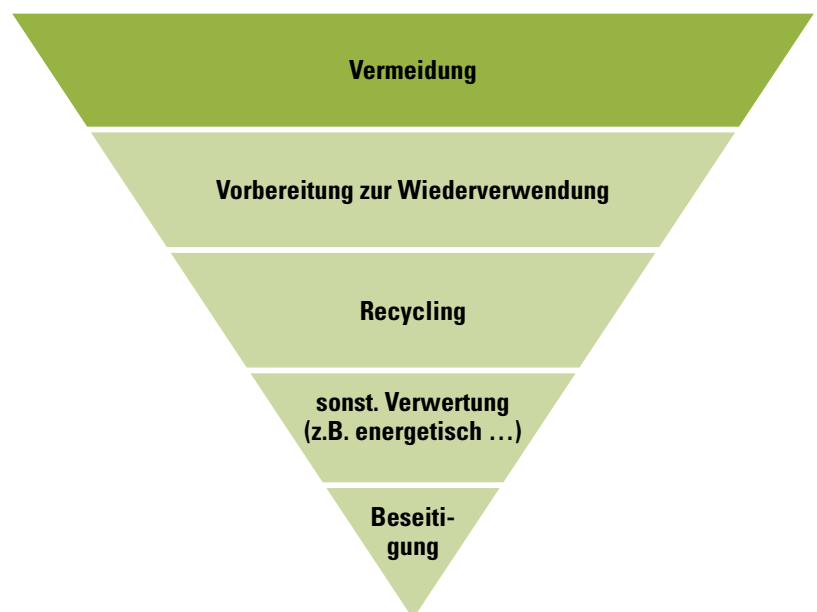 Vermeidung
Vorbereitung zur Wiederverwendung
Recycling
sonst. Verwertung
(z.B. energetisch …)
Beseiti-
gung